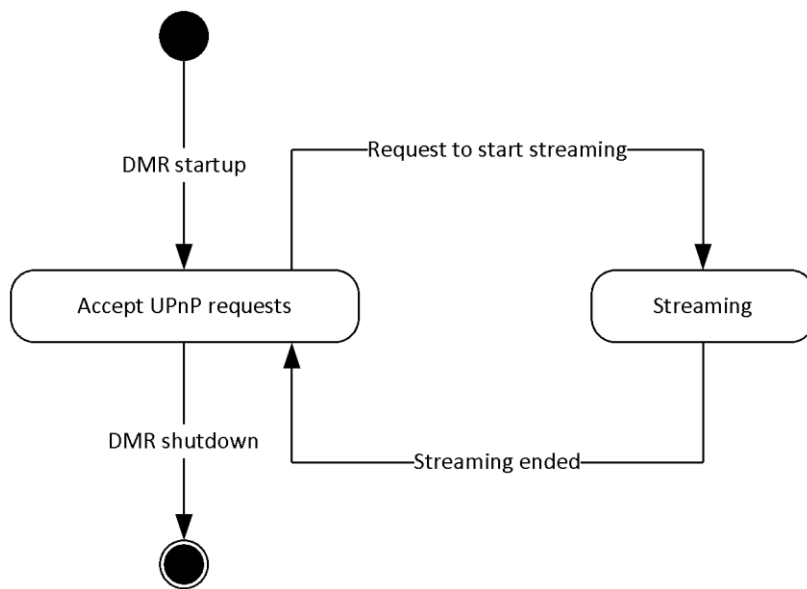 DMR startup
Request to start streaming
Accept UPnP requests
Streaming
DMR shutdown
Streaming ended